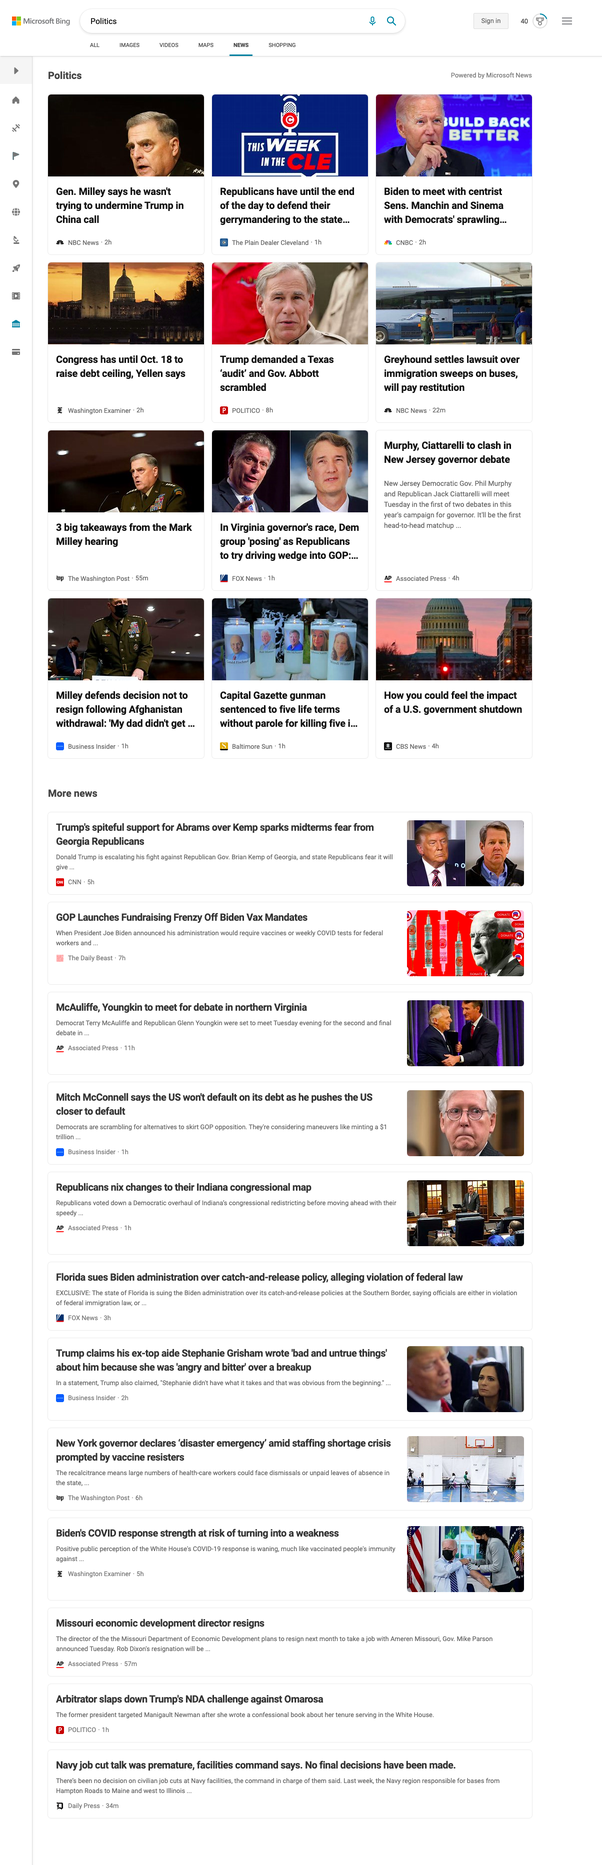 Microsoft Bing
Politics
Sign in
40
ALL IMAGES VIDEOS MAPS NEWS SHOPPING
Politics
Powered by Microsoft News
Gen. Milley says he wasn't
trying to undermine Trump in
China call
NBC News · 2h
THIS WEEK
IN THE CLE
Republicans have until the end
of the day to defend their
gerrymandering to the state...
The Plain Dealer Cleveland · 1h
BUILD BACK
BETTER
Biden to meet with centrist
Sens. Manchin and Sinema
with Democrats' sprawling...
CNBC · 2h
Congress has until Oct. 18 to
raise debt ceiling, Yellen says
Washington Examiner · 2h
Trump demanded a Texas
‘audit’ and Gov. Abbott
scrambled
POLITICO · 8h
Greyhound settles lawsuit over
immigration sweeps on buses,
will pay restitution
NBC News · 22m
3 big takeaways from the Mark
Milley hearing
The Washington Post · 55m
In Virginia governor's race, Dem
group 'posing' as Republicans
to try driving wedge into GOP:...
FOX News · 1h
Murphy, Ciattarelli to clash in
New Jersey governor debate
New Jersey Democratic Gov. Phil Murphy
and Republican Jack Ciattarelli will meet
Tuesday in the first of two debates in this
year's campaign for governor. It'll be the first
head-to-head matchup ...
Associated Press · 4h
Milley defends decision not to
resign following Afghanistan
withdrawal: 'My dad didn't get ...
Business Insider · 1h
Capital Gazette gunman
sentenced to five life terms
without parole for killing five i...
Baltimore Sun · 1h
How you could feel the impact
of a U.S. government shutdown
CBS News · 4h
More news
Trump's spiteful support for Abrams over Kemp sparks midterms fear from
Georgia Republicans
Donald Trump is escalating his fight against Republican Gov. Brian Kemp of Georgia, and state Republicans fear it will
give ...
CNN · 5h
GOP Launches Fundraising Frenzy Off Biden Vax Mandates
When President Joe Biden announced his administration would require vaccines or weekly COVID tests for federal
workers and ...
The Daily Beast · 7h
McAuliffe, Youngkin to meet for debate in northern Virginia
Democrat Terry McAuliffe and Republican Glenn Youngkin were set to meet Tuesday evening for the second and final
debate in ...
Associated Press · 11h
Mitch McConnell says the US won't default on its debt as he pushes the US
closer to default
Democrats are scrambling for alternatives to skirt GOP opposition. They're considering maneuvers like minting a $1
trillion ...
Business Insider · 1h
Republicans nix changes to their Indiana congressional map
Republicans voted down a Democratic overhaul of Indiana's congressional redistricting before moving ahead with their
speedy ...
Associated Press · 1h
Florida sues Biden administration over catch-and-release policy, alleging violation of federal law
EXCLUSIVE: The state of Florida is suing the Biden administration over its catch-and-release policies at the Southern Border, saying officials are either in violation
of federal immigration law, or ...
FOX News · 3h
Trump claims his ex-top aide Stephanie Grisham wrote 'bad and untrue things'
about him because she was 'angry and bitter' over a breakup
In a statement, Trump also claimed, "Stephanie didn't have what it takes and that was obvious from the beginning." ...
Business Insider · 2h
New York governor declares ‘disaster emergency’ amid staffing shortage crisis
prompted by vaccine resisters
The recalcitrance means large numbers of health-care workers could face dismissals or unpaid leaves of absence in
the state, ...
The Washington Post · 6h
Biden's COVID response strength at risk of turning into a weakness
Positive public perception of the White House's COVID-19 response is waning, much like vaccinated people's immunity
against ...
Washington Examiner · 5h
Missouri economic development director resigns
The director of the the Missouri Department of Economic Development plans to resign next month to take a job with Ameren Missouri, Gov. Mike Parson
announced Tuesday. Rob Dixon's resignation will be ...
Associated Press · 57m
Arbitrator slaps down Trump's NDA challenge against Omarosa
The former president targeted Manigault Newman after she wrote a confessional book about her tenure serving in the White House.
POLITICO · 1h
Navy job cut talk was premature, facilities command says. No final decisions have been made.
There's been no decision on civilian job cuts at Navy facilities, the command in charge of them said. Last week, the Navy region responsible for bases from
Hampton Roads to Maine and west to Illinois ...
Daily Press · 34m